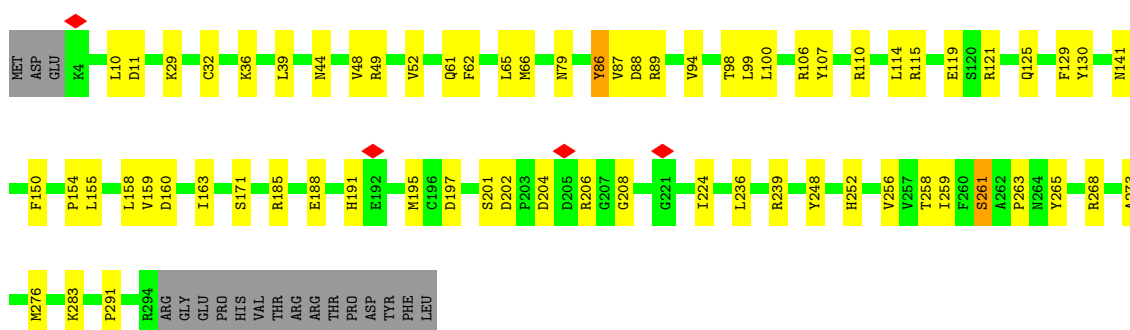 MET ASP GLU K4 L10 D11 K29 C32 K36 L39 N44 V48 R49 V52 Q61 F62 L65 M66 N79 Y86 V87 D88 R89 V94 T98 L99 L100 R106 Y107 R110 L114 R115 E119 S120 R121 Q125 F129 Y130 N141
F150 P154 L155 L158 V159 D160 I163 S171 R185 E188 H191 E192 M195 C196 D197 S201 D202 P203 D204 D205 R206 G207 G208 G221 I224 L236 R239 Y248 H252 V256 V257 T258 I259 F260 S261 A262 P263 N264 Y265 R268 A273
M276 K283 P291 R294 ARG GLY GLU PRO HIS VAL THR ARG ARG THR PRO ASP TYR PHE LEU